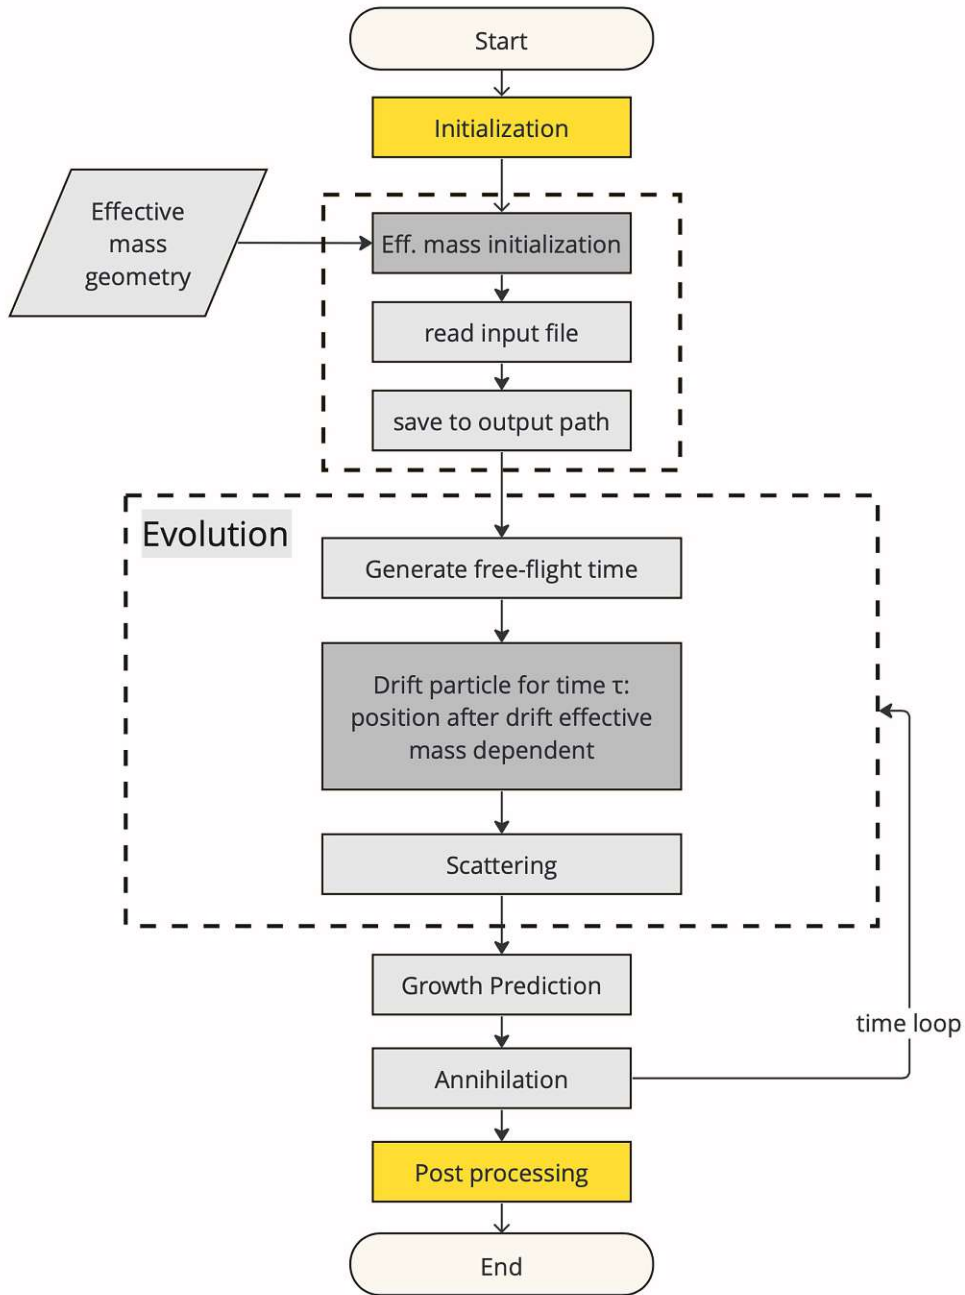 Start
Initialization
Effective
mass
geometry
Eff. mass initialization
read input file
save to output path
Evolution
Generate free-flight time
Drift particle for time τ:
position after drift effective
mass dependent
Scattering
Growth Prediction
time loop
Annihilation
Post processing
End